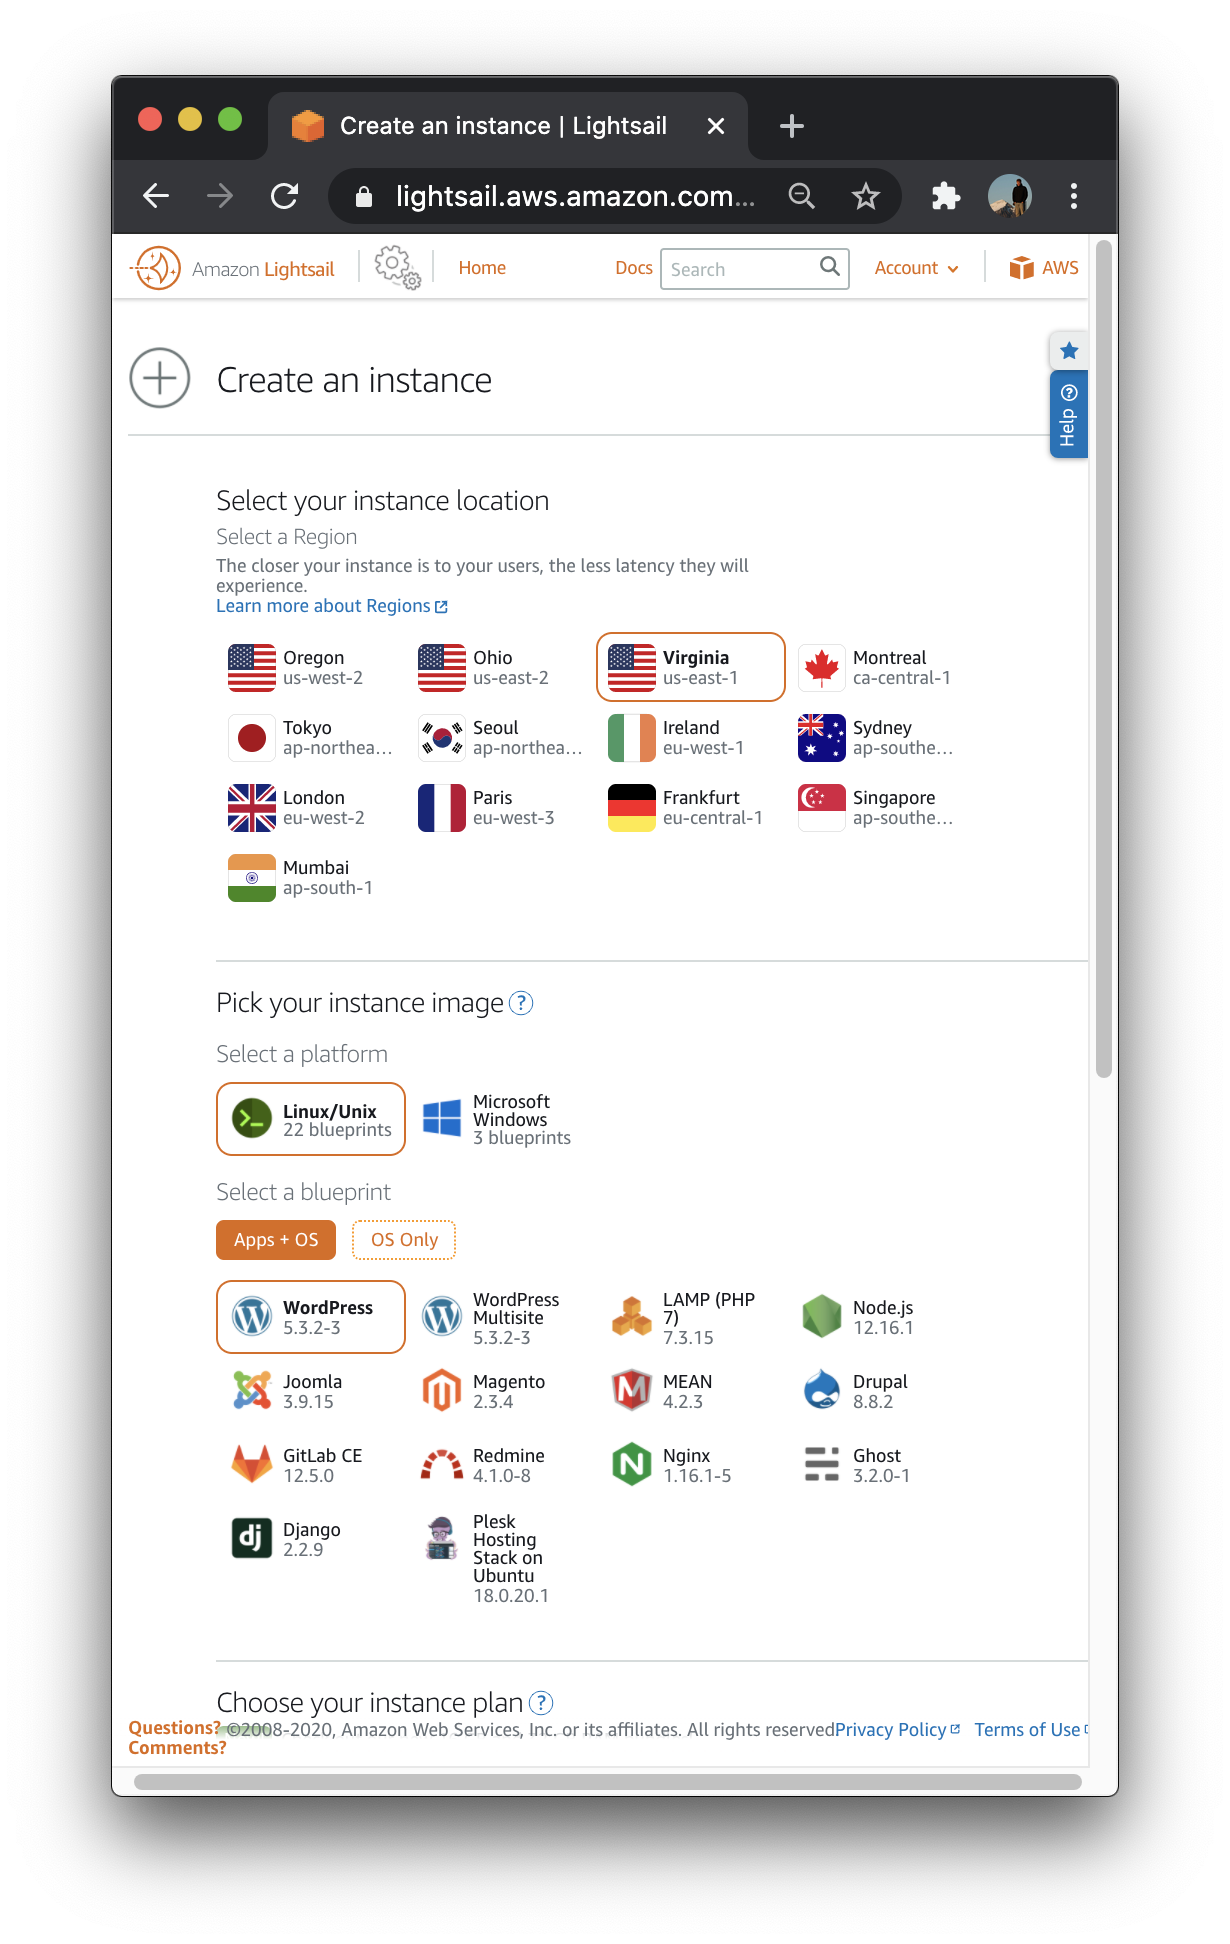 Create an instance | Lightsail
lightsail.aws.amazon.com...
Amazon Lightsail
Home
Docs
Search
Account
AWS
Create an instance
Help
Select your instance location
Select a Region
The closer your instance is to your users, the less latency they will
experience.
Learn more about Regions
Oregon
us-west-2
Ohio
us-east-2
Virginia
us-east-1
Montreal
ca-central-1
Tokyo
ap-northea...
Seoul
ap-northea...
Ireland
eu-west-1
Sydney
ap-southe...
London
eu-west-2
Paris
eu-west-3
Frankfurt
eu-central-1
Singapore
ap-southe...
Mumbai
ap-south-1
Pick your instance image ?
Select a platform
Linux/Unix
22 blueprints
Microsoft
Windows
3 blueprints
Select a blueprint
Apps + OS
OS Only
WordPress
5.3.2-3
WordPress
Multisite
5.3.2-3
LAMP (PHP
7)
7.3.15
Node.js
12.16.1
Joomla
3.9.15
Magento
2.3.4
MEAN
4.2.3
Drupal
8.8.2
GitLab CE
12.5.0
Redmine
4.1.0-8
Nginx
1.16.1-5
Ghost
3.2.0-1
dj
Django
2.2.9
Plesk
Hosting
Stack on
Ubuntu
18.0.20.1
Choose your instance plan ?
Questions?
Comments?
©2008-2020, Amazon Web Services, Inc. or its affiliates. All rights reserved
Privacy Policy
Terms of Use